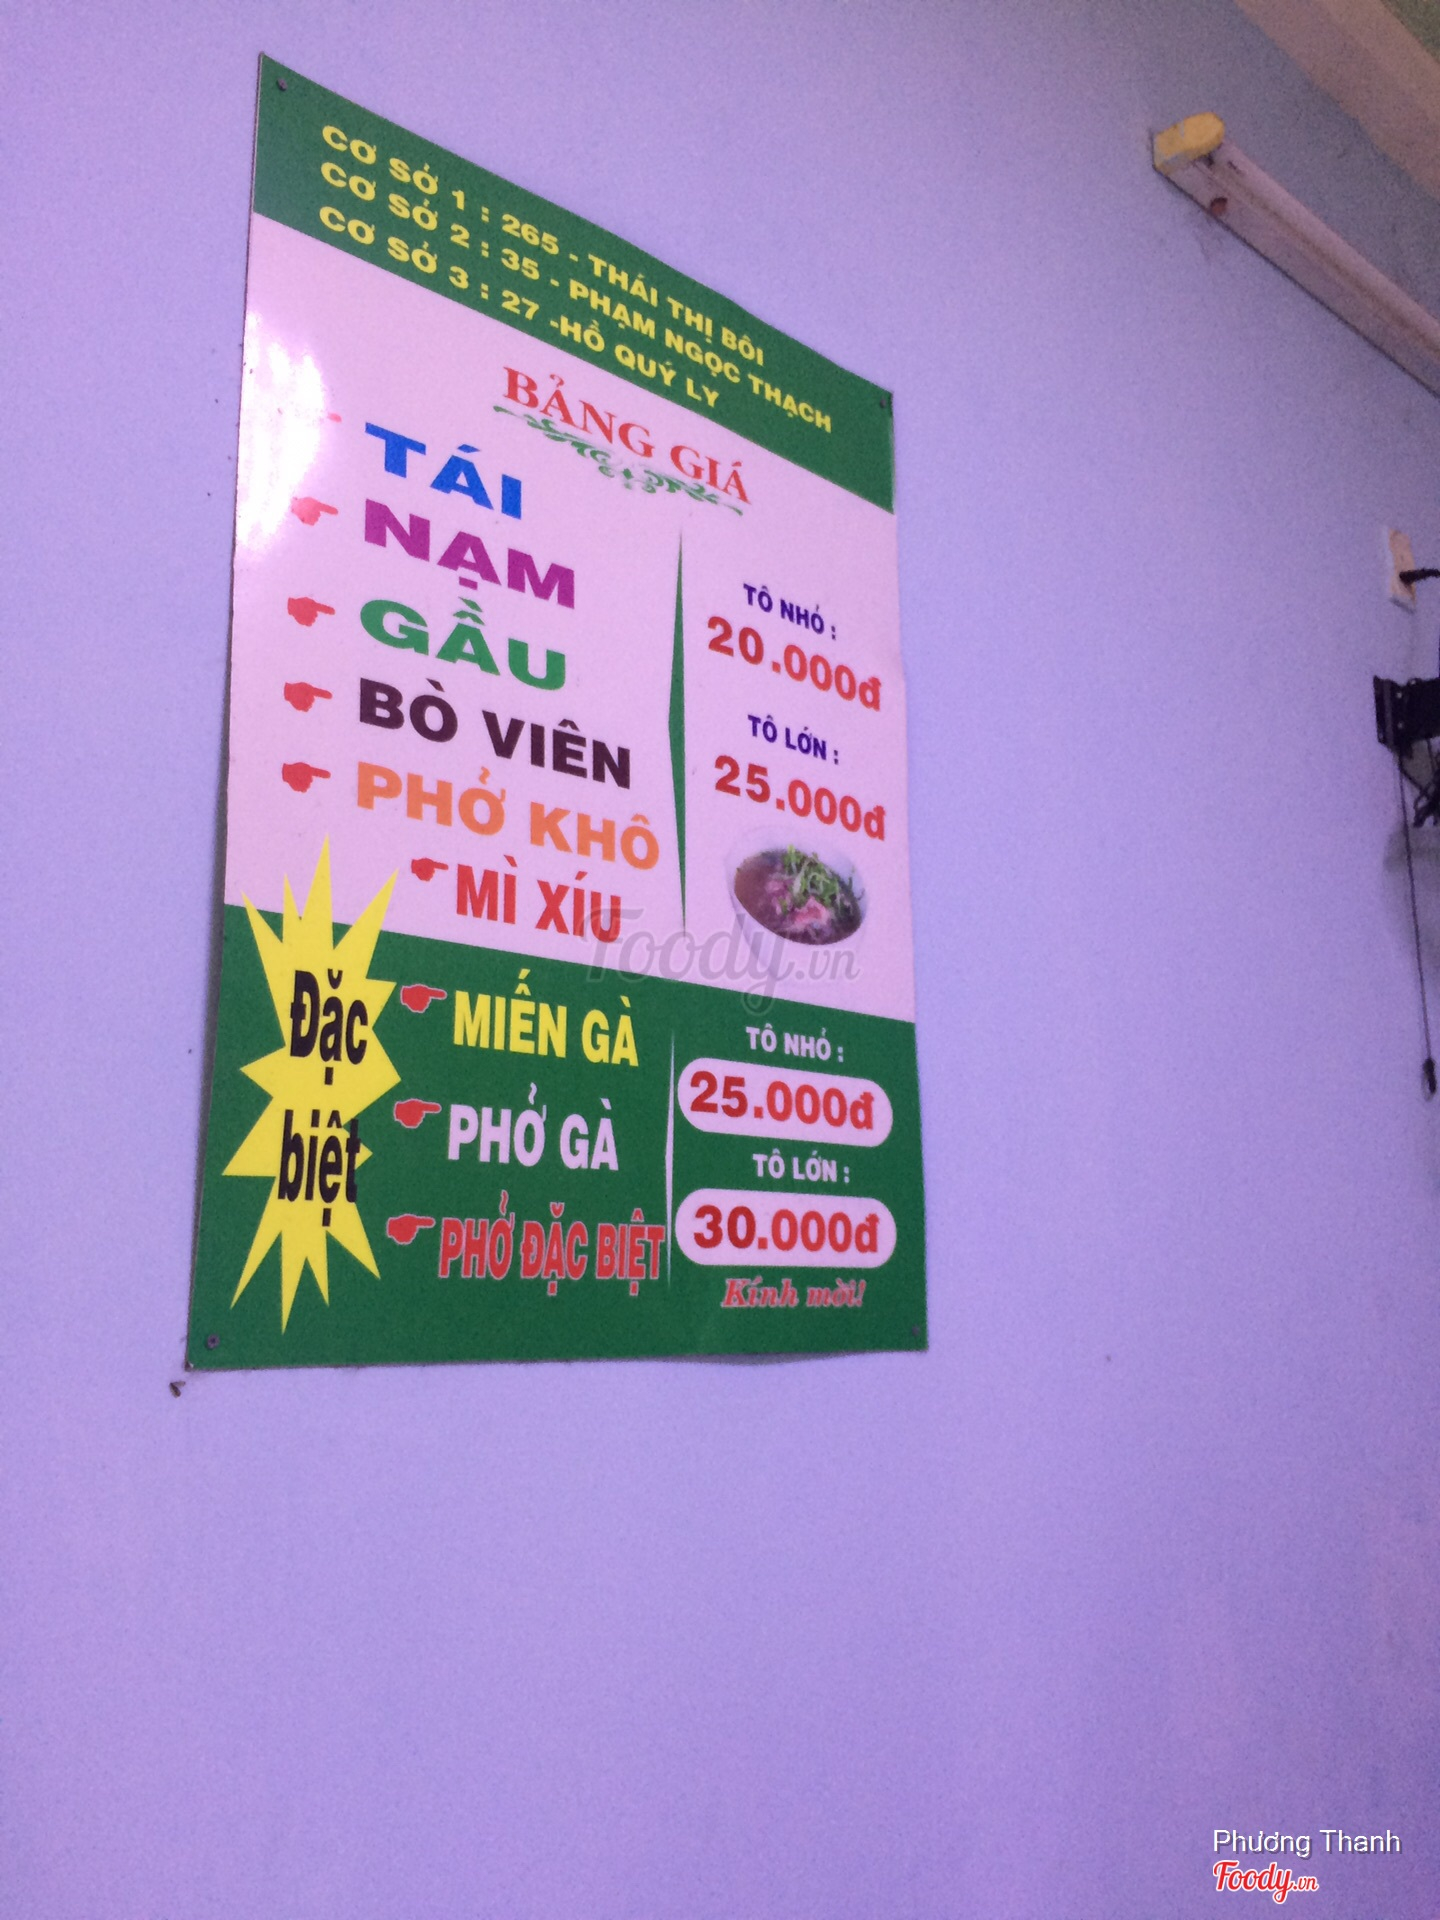 CƠ SỞ 1 : 265 - THÁI THỊ BÔI
CƠ SỞ 2 : 35 - PHẠM NGỌC THẠCH
CƠ SỞ 3 : 27 -HỒ QUÝ LY
BẢNG GIÁ
TÁI
NẠM
GẦU
BÒ VIÊN
PHỞ KHÔ
MÌ XÍU
TÔ NHỎ :
20.000đ
TÔ LỚN :
25.000đ
Foody.vn
Đặc
biệt
MIẾN GÀ
PHỞ GÀ
PHỞ ĐẶC BIỆT
TÔ NHỎ :
25.000đ
TÔ LỚN :
30.000đ
Kính mời!
Phương Thanh
Foody.vn